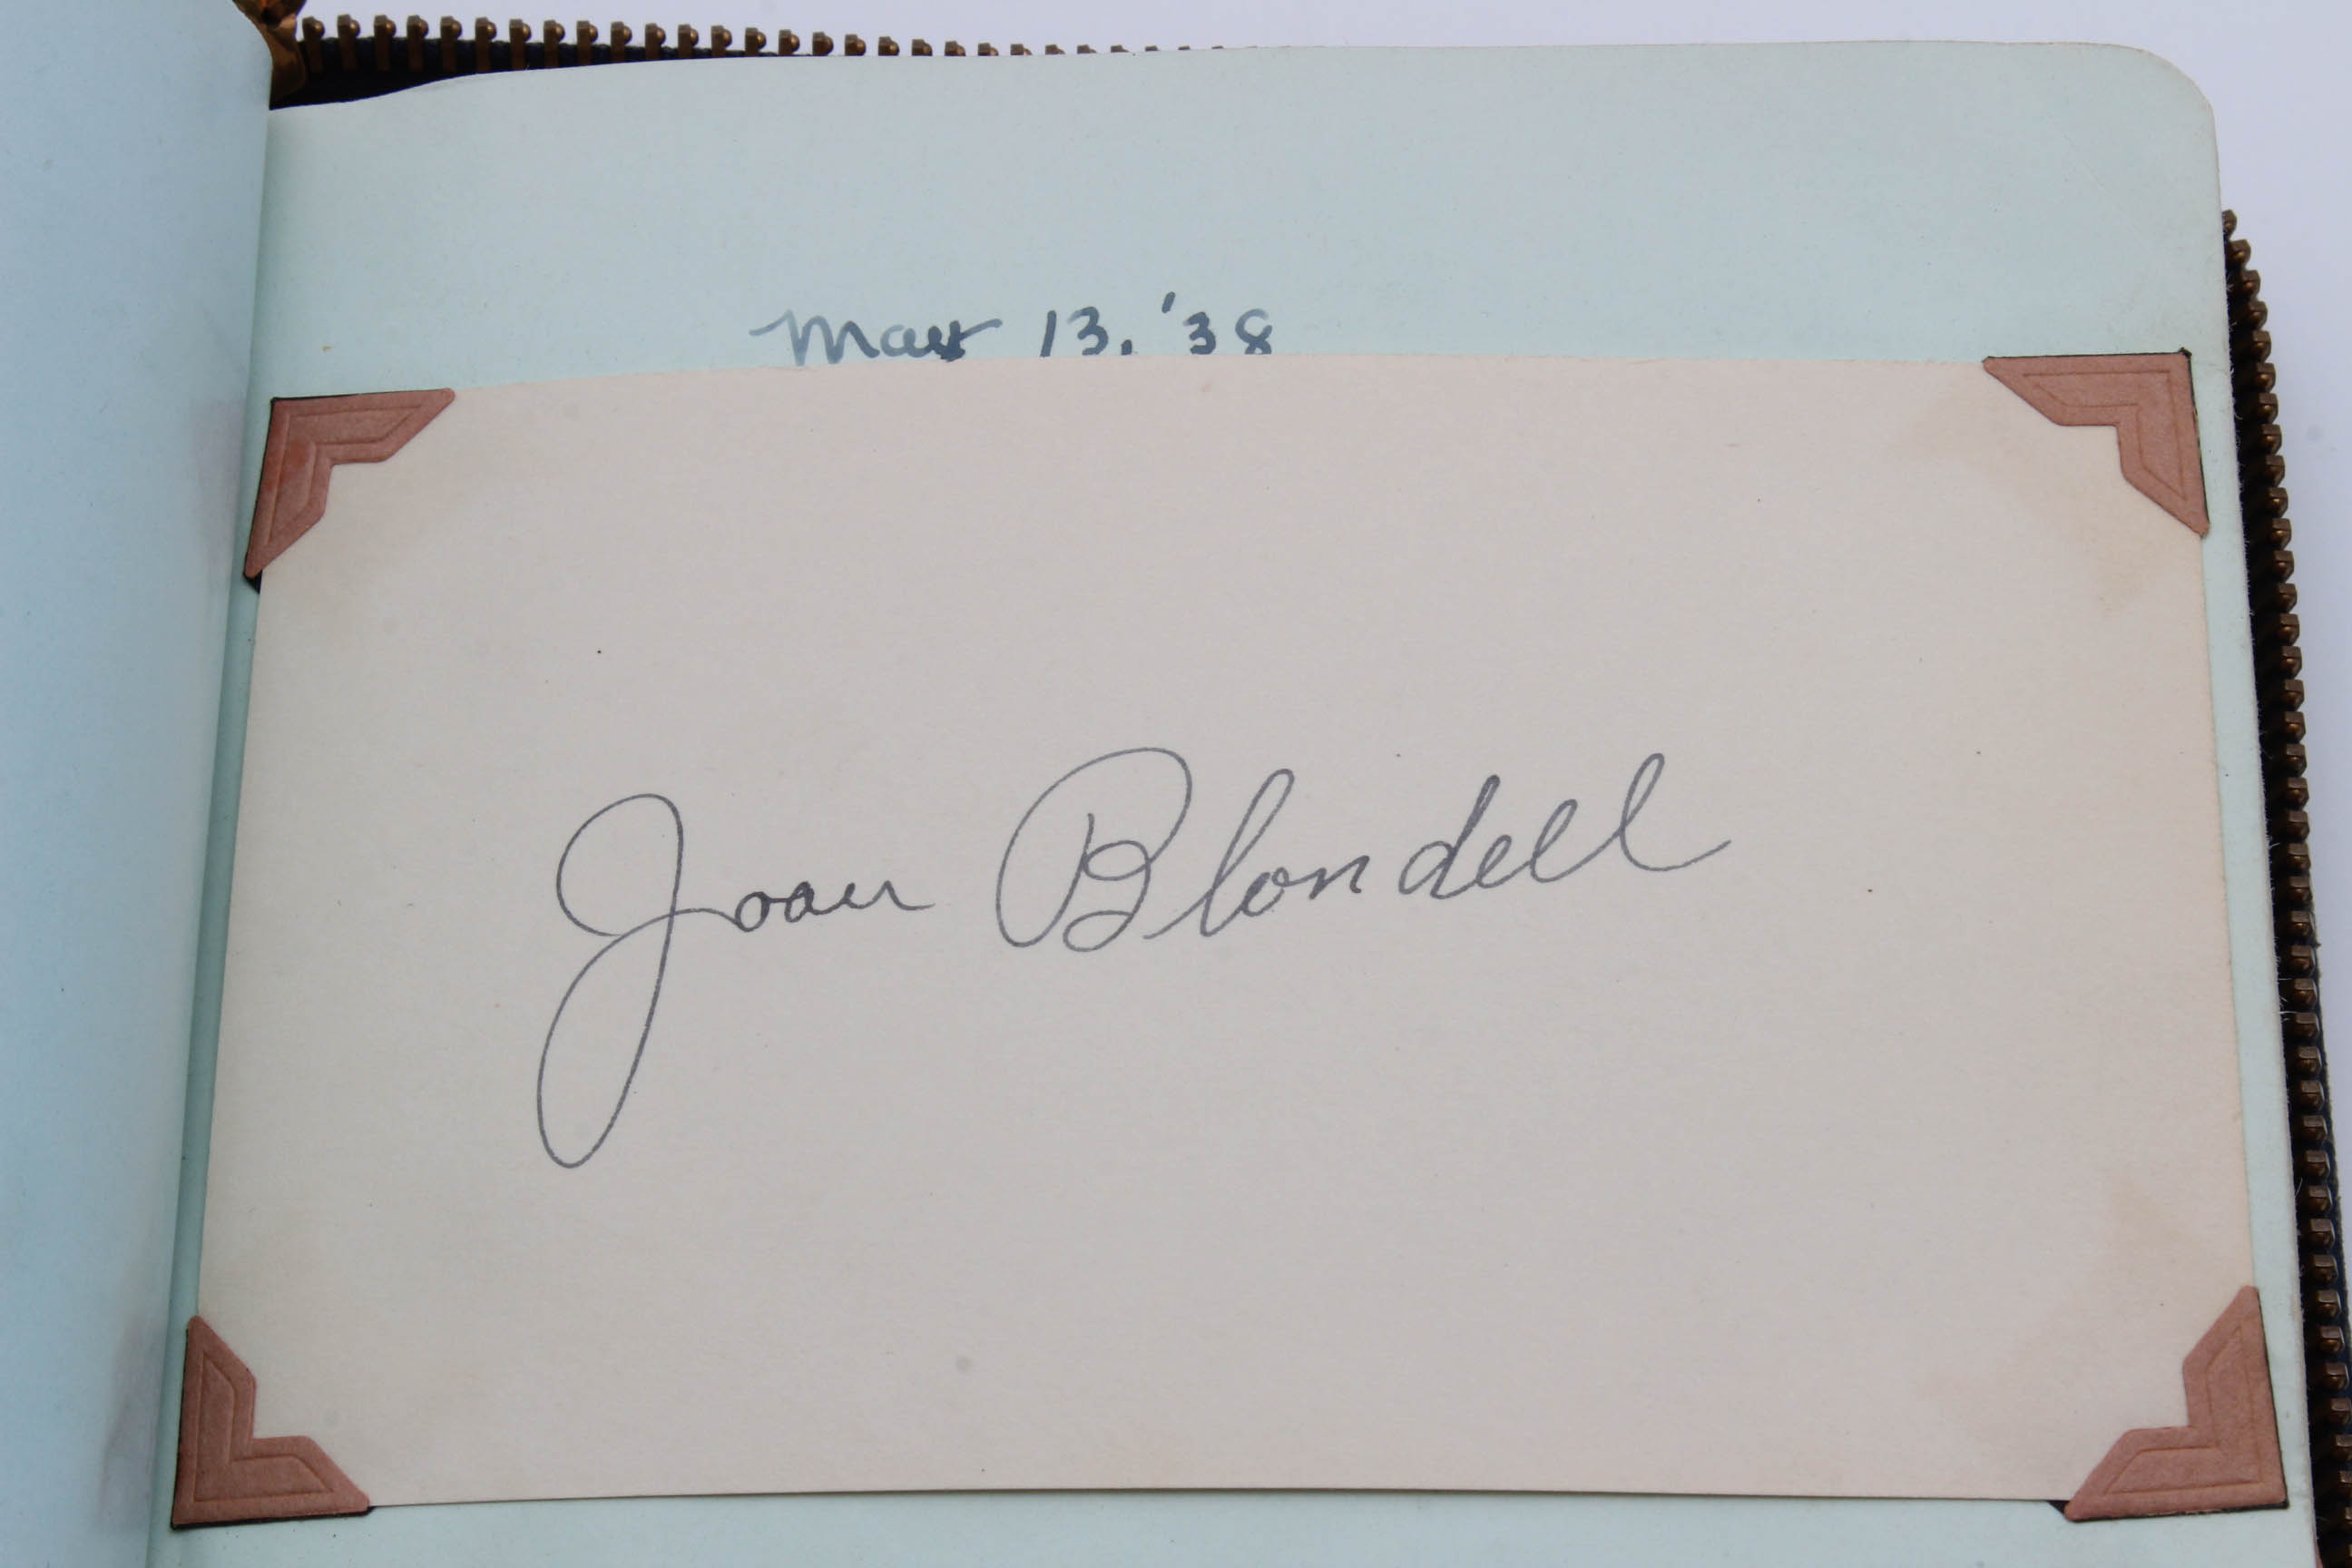 May 13, '38
Joan Blondell